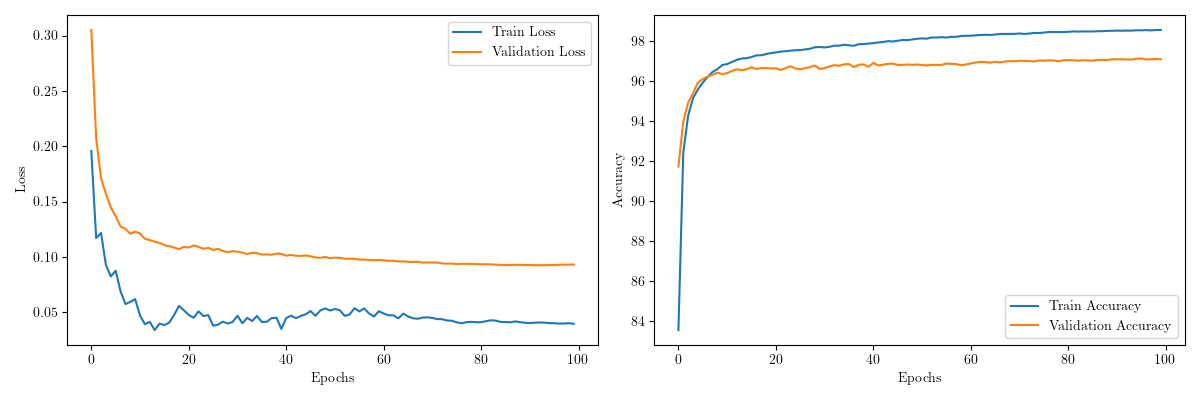 0.30
0.25
0.20
0.15
0.10
0.05
Loss
0 20 40 60 80 100
Epochs
Train Loss
Validation Loss
98
96
94
92
90
88
86
84
Accuracy
0 20 40 60 80 100
Epochs
Train Accuracy
Validation Accuracy